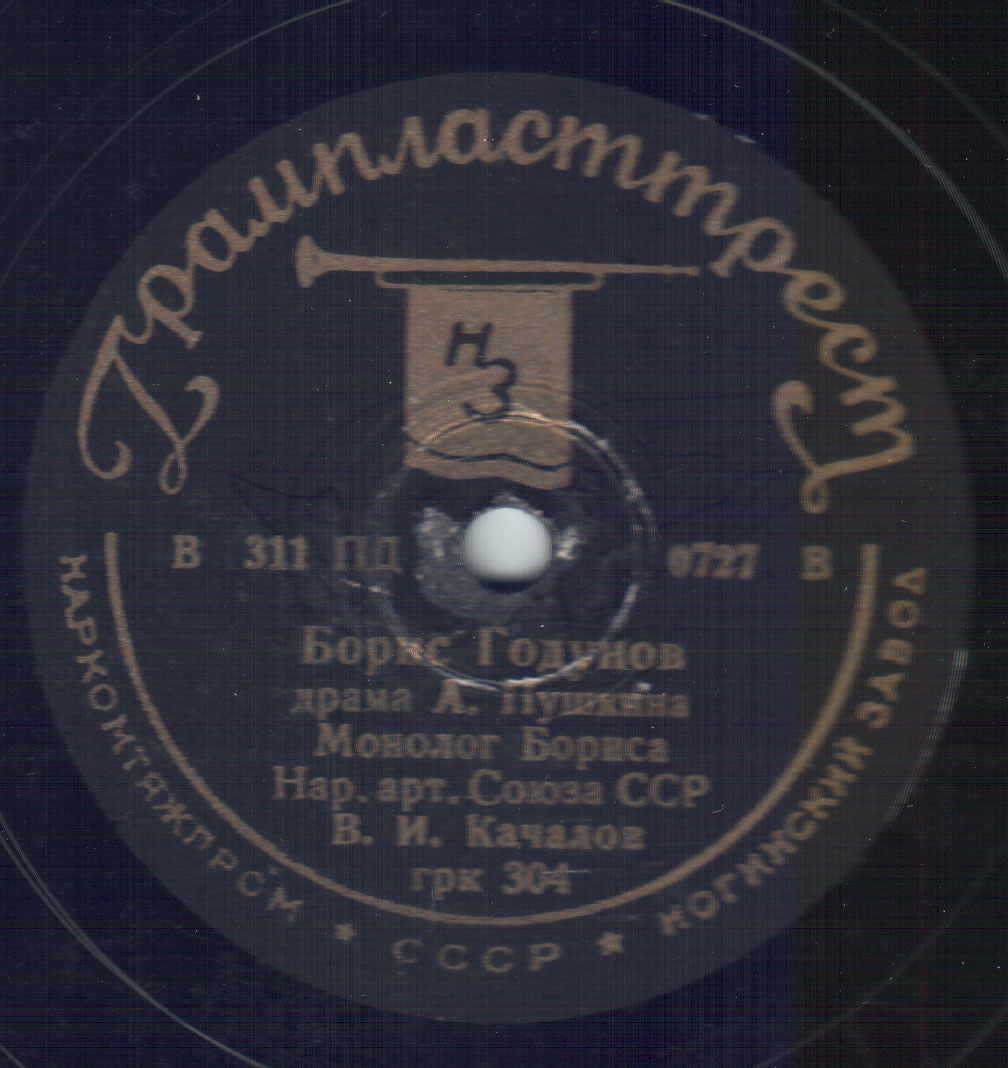 Грампласттрест
НЗ
В 311 ПД 0727 В
Борис Годунов
драма А. Пушкина
Монолог Бориса
Нар. арт. Союза ССР
В. И. Качалов
грк 304
НАРКОМТЯЖПРОМ ★ СССР ★ НОГИНСКИЙ ЗАВОД